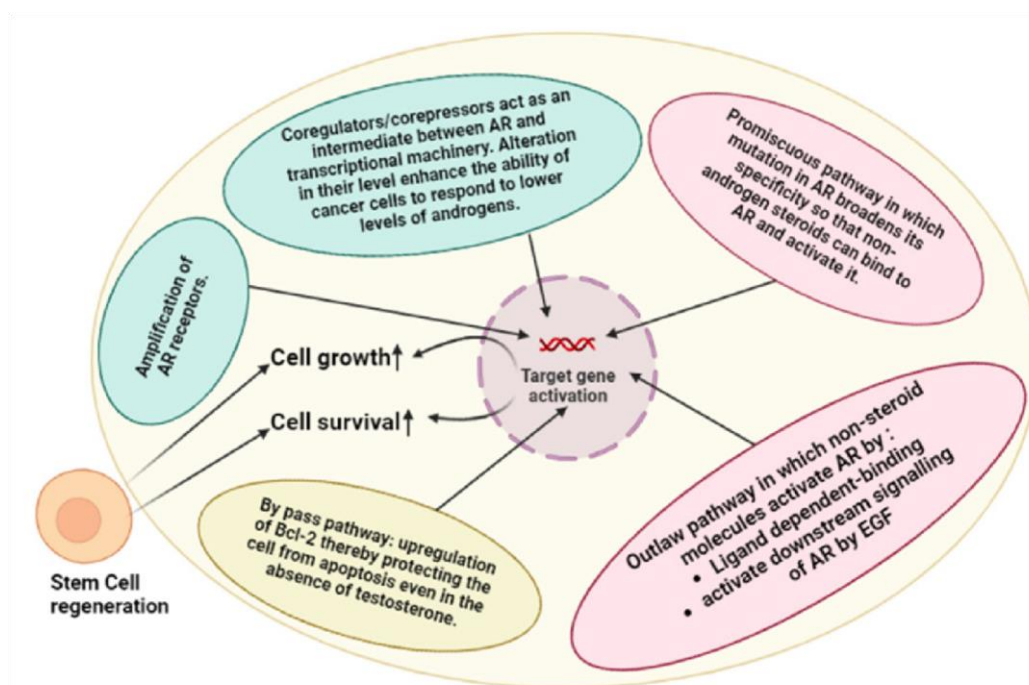 Coregulators/corepressors act as an
intermediate between AR and
transcriptional machinery. Alteration
in their level enhance the ability of
cancer cells to respond to lower
levels of androgens.
Promiscuous pathway in which
mutation in AR broadens its
specificity so that non-
androgen steroids can bind to
AR and activate it.
Amplification of
AR receptors.
Cell growth↑
Cell survival↑
Target gene
activation
Stem Cell
regeneration
By pass pathway: upregulation
of Bcl-2 thereby protecting the
cell from apoptosis even in the
absence of testosterone.
Outlaw pathway in which non-steroid
molecules activate AR by :
• Ligand dependent-binding
• activate downstream signalling
of AR by EGF